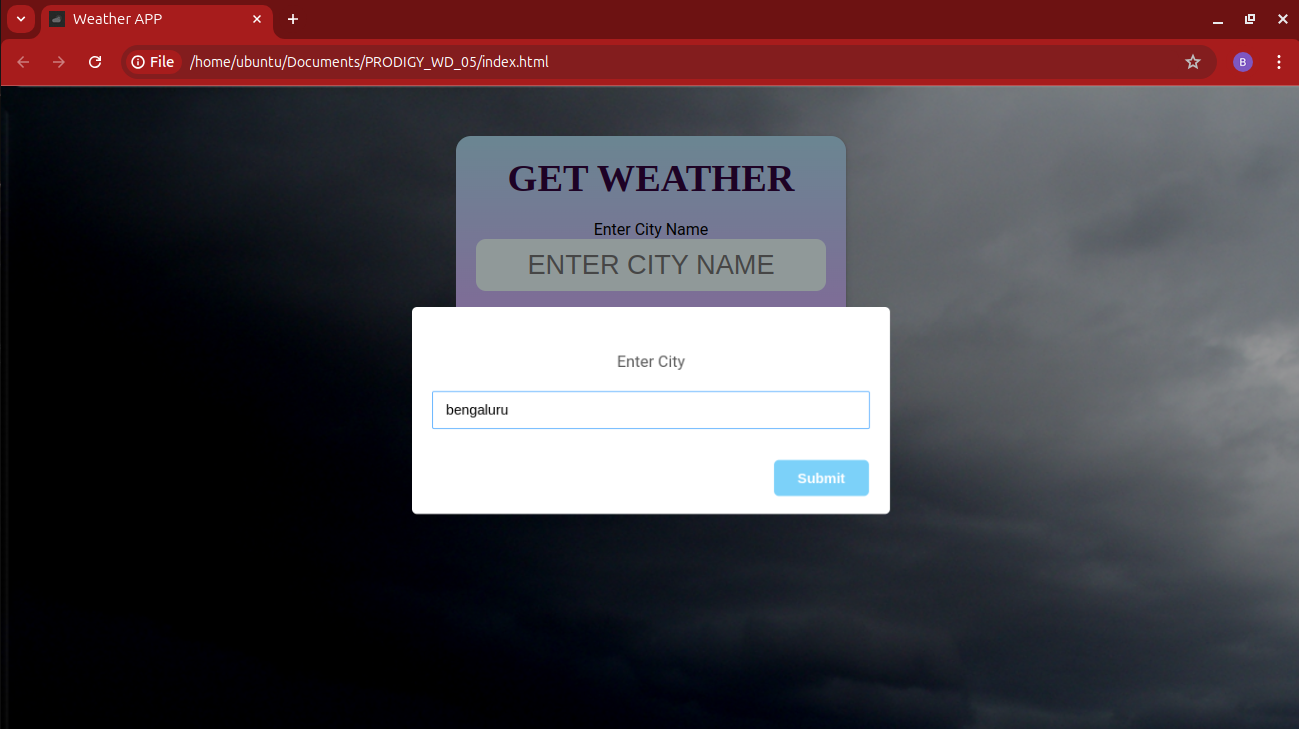 Weather APP
File /home/ubuntu/Documents/PRODIGY_WD_05/index.html
B
GET WEATHER
Enter City Name
ENTER CITY NAME
Enter City
bengaluru
Submit